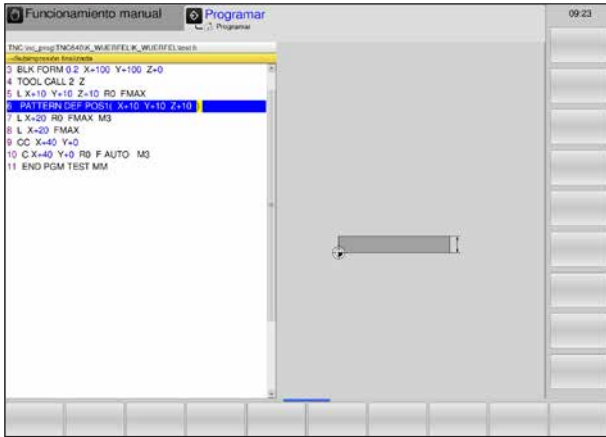 Funcionamiento manual
Programar
Programar
09:23
TNC:\nc_prog\TNC640\K_WUERFEL\K_WUERFEL\test.h
3 BLK FORM 0.2 X+100 Y+100 Z+0
4 TOOL CALL 2 Z
5 L X+10 Y+10 Z+10 R0 FMAX
6 PATTERN DEF POS1( X+10 Y+10 Z+10 )
7 L X+20 R0 FMAX M3
8 L X+20 FMAX
9 CC X+40 Y+0
10 C X+40 Y+0 R0 F AUTO M3
11 END PGM TEST MM